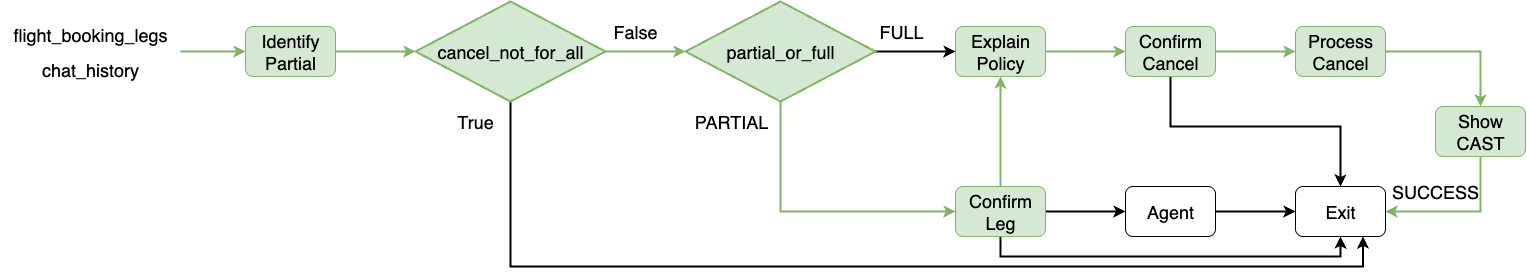 flight_booking_legs
chat_history
Identify
Partial
cancel_not_for_all
False
True
partial_or_full
FULL
PARTIAL
Explain
Policy
Confirm
Cancel
Process
Cancel
Show
CAST
SUCCESS
Confirm
Leg
Agent
Exit